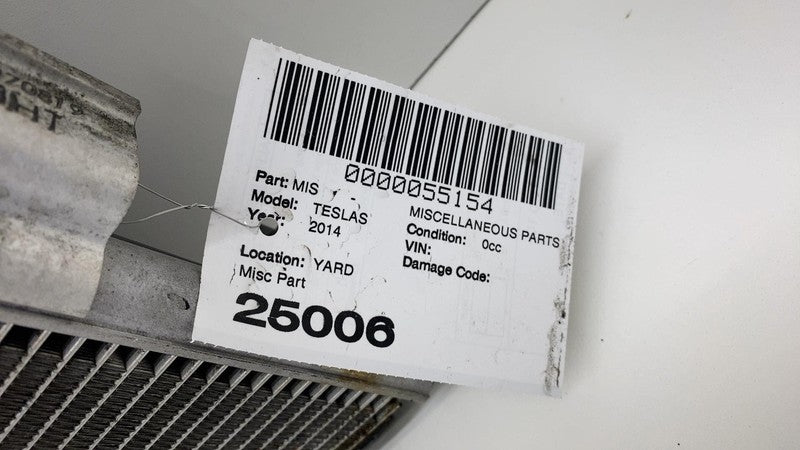 0000055154
Part: MIS MISCELLANEOUS PARTS
Model: TESLAS Condition: 0cc
Year: 2014 VIN:
Damage Code:
Location: YARD
Misc Part
25006